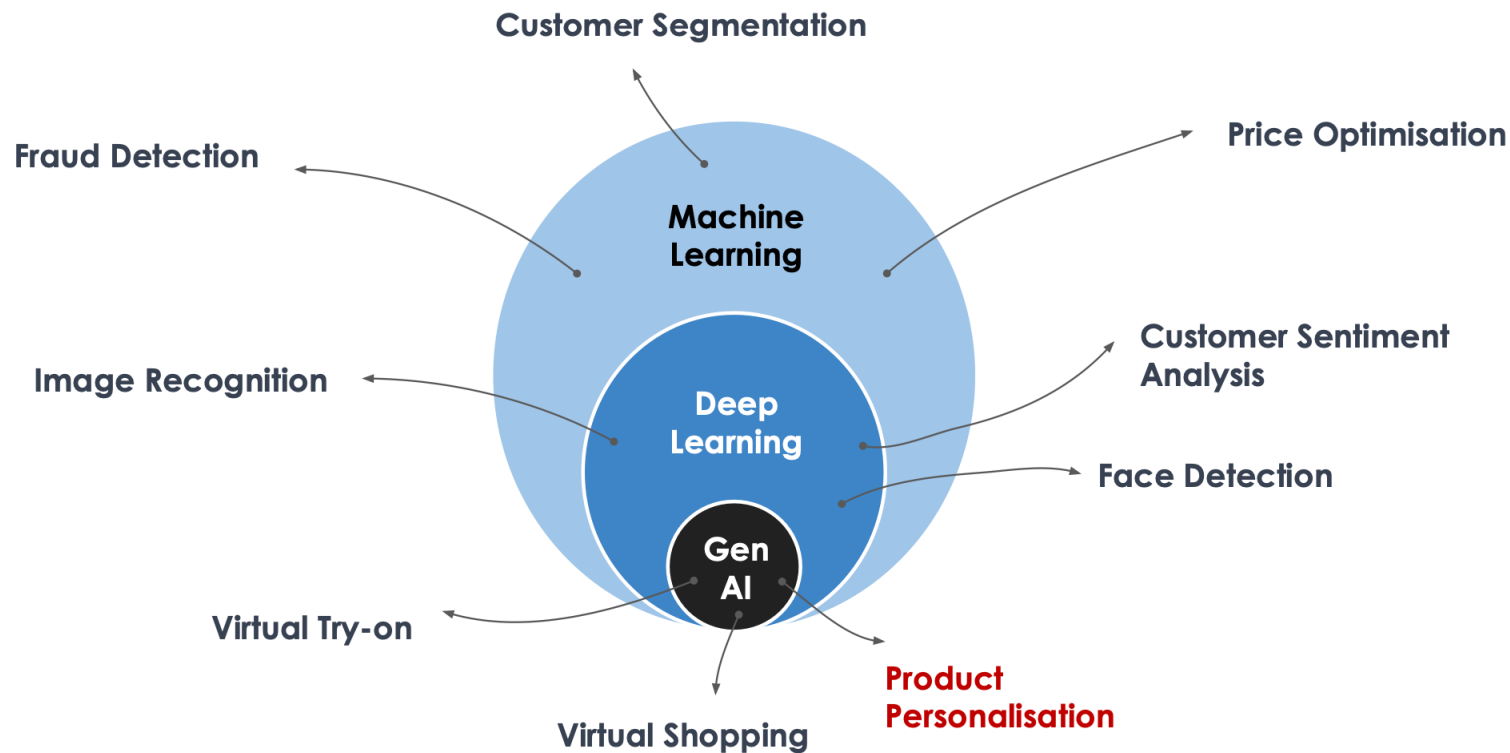 Customer Segmentation
Price Optimisation
Fraud Detection
Machine
Learning
Customer Sentiment
Analysis
Image Recognition
Deep
Learning
Face Detection
Gen
AI
Virtual Try-on
Product
Personalisation
Virtual Shopping